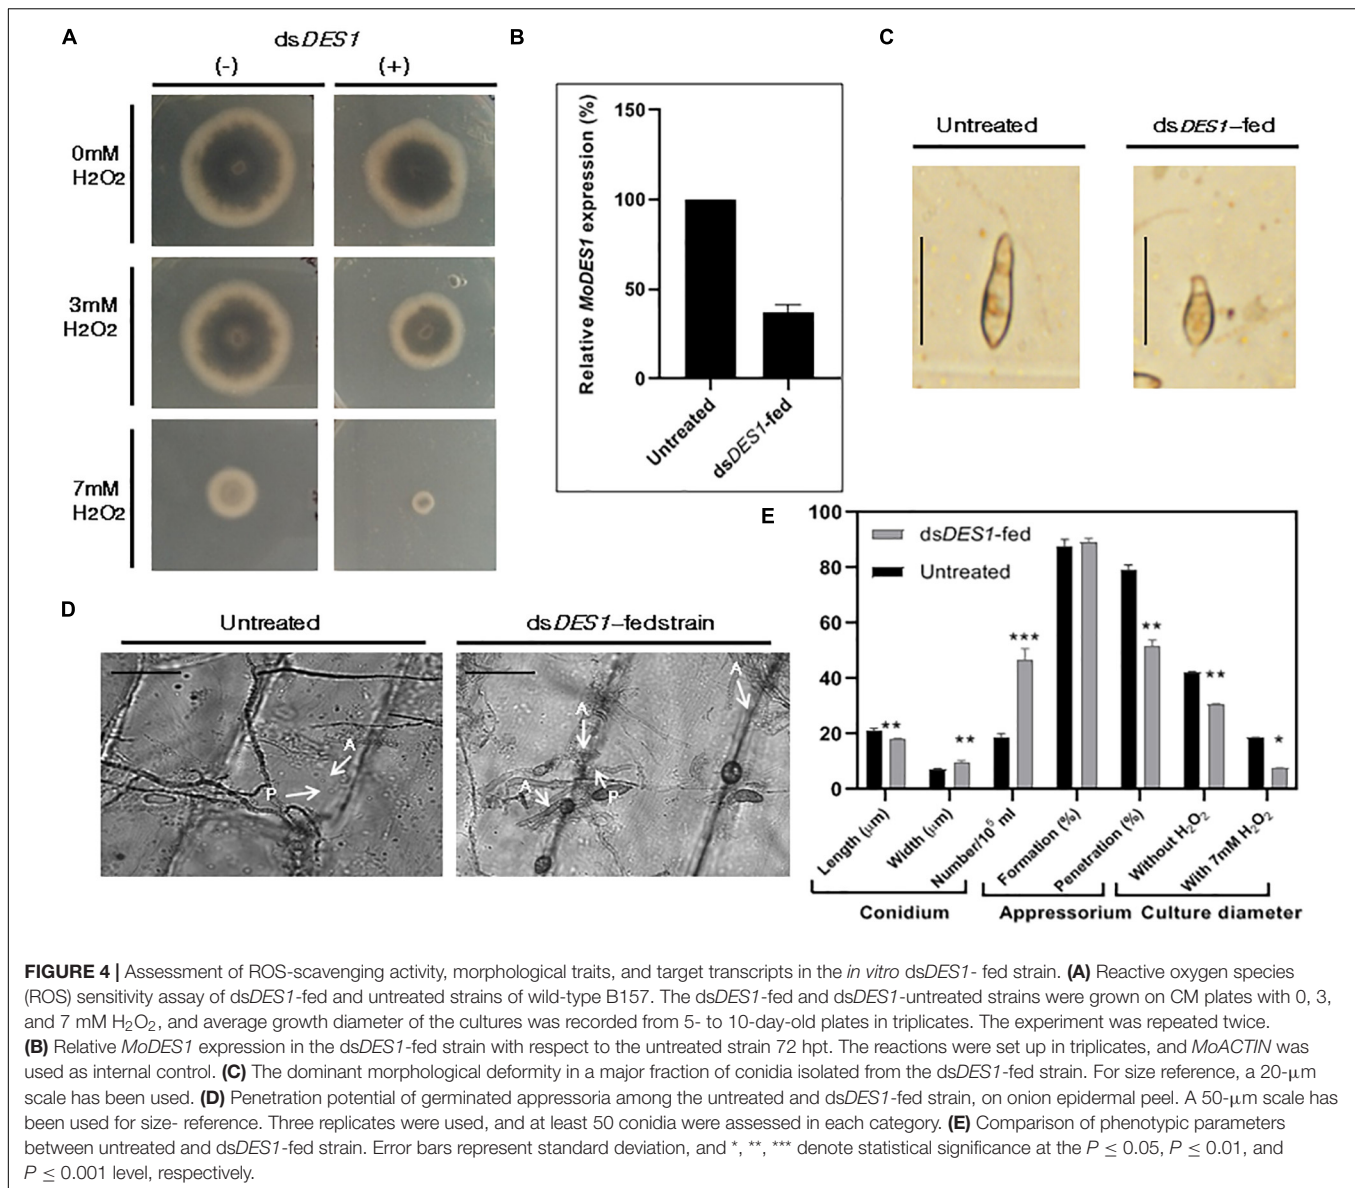 A
dsDES1
(-)
(+)
0mM
H2O2
3mM
H2O2
7mM
H2O2
B
Relative MoDES1 expression (%)
150
100
50
0
Untreated
dsDES1-fed
C
Untreated
dsDES1–fed
D
Untreated
dsDES1–fedstrain
A
P
A
A
P
A
E
100
80
60
40
20
0
dsDES1-fed
Untreated
**
**
***
**
**
*
Length (µm)
Width (µm)
Number/10⁵ ml
Formation (%)
Penetration (%)
Without H₂O₂
With 7mM H₂O₂
Conidium
Appressorium
Culture diameter
FIGURE 4 | Assessment of ROS-scavenging activity, morphological traits, and target transcripts in the in vitro dsDES1- fed strain. (A) Reactive oxygen species
(ROS) sensitivity assay of dsDES1-fed and untreated strains of wild-type B157. The dsDES1-fed and dsDES1-untreated strains were grown on CM plates with 0, 3,
and 7 mM H₂O₂, and average growth diameter of the cultures was recorded from 5- to 10-day-old plates in triplicates. The experiment was repeated twice.
(B) Relative MoDES1 expression in the dsDES1-fed strain with respect to the untreated strain 72 hpt. The reactions were set up in triplicates, and MoACTIN was
used as internal control. (C) The dominant morphological deformity in a major fraction of conidia isolated from the dsDES1-fed strain. For size reference, a 20-µm
scale has been used. (D) Penetration potential of germinated appressoria among the untreated and dsDES1-fed strain, on onion epidermal peel. A 50-µm scale has
been used for size- reference. Three replicates were used, and at least 50 conidia were assessed in each category. (E) Comparison of phenotypic parameters
between untreated and dsDES1-fed strain. Error bars represent standard deviation, and *, **, *** denote statistical significance at the P ≤ 0.05, P ≤ 0.01, and
P ≤ 0.001 level, respectively.